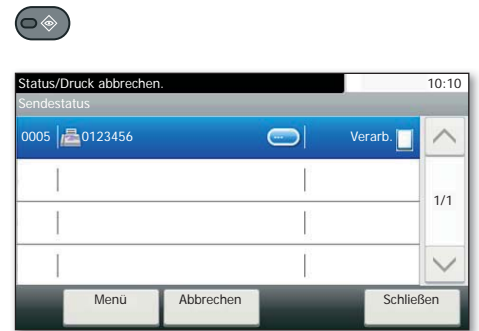 Status/Druck abbrechen. 10:10
Sendestatus
0005 0123456 ... Verarb.
1/1
Menü Abbrechen Schließen